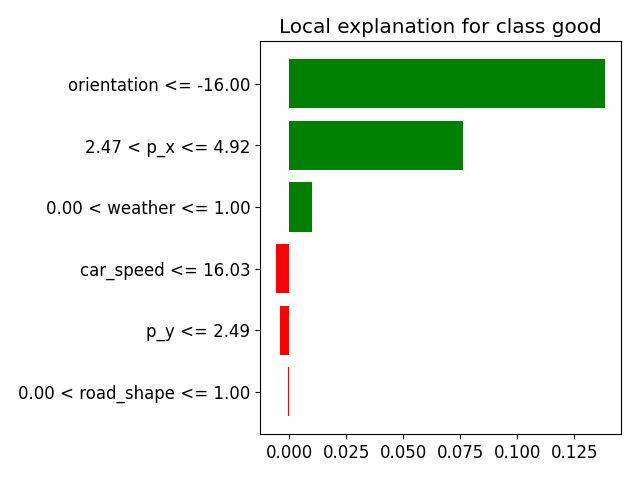 Local explanation for class good
orientation <= -16.00
2.47 < p_x <= 4.92
0.00 < weather <= 1.00
car_speed <= 16.03
p_y <= 2.49
0.00 < road_shape <= 1.00
0.000 0.025 0.050 0.075 0.100 0.125